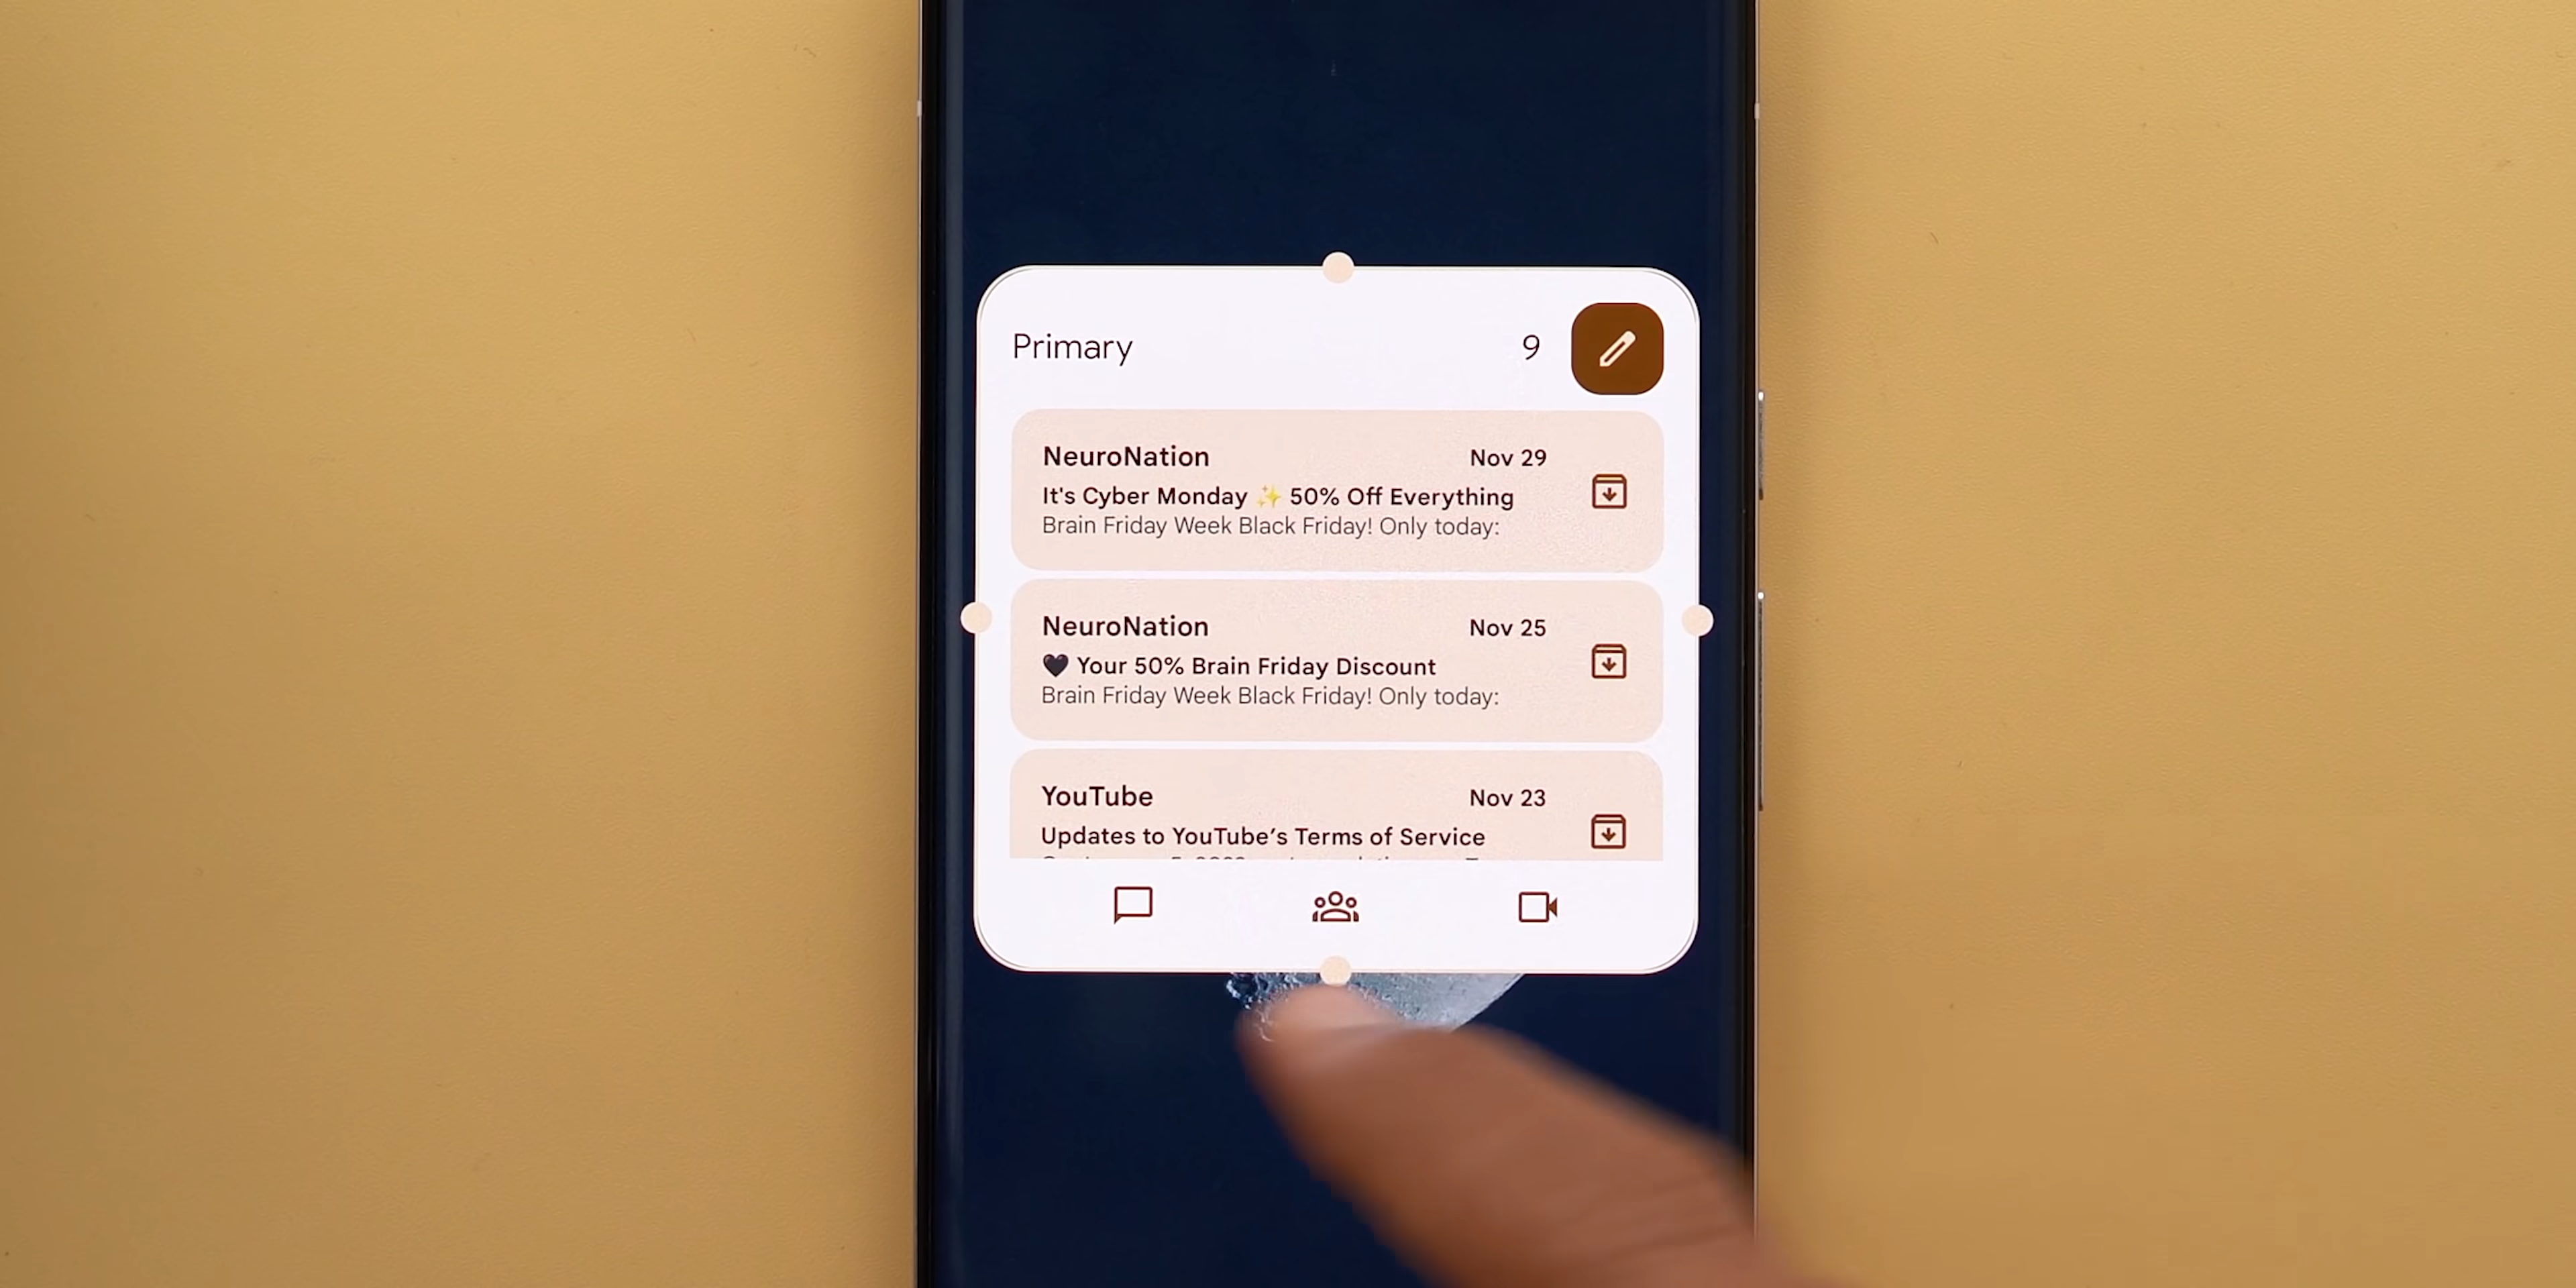 Primary 9
NeuroNation Nov 29
It's Cyber Monday ✨ 50% Off Everything
Brain Friday Week Black Friday! Only today:
NeuroNation Nov 25
🖤 Your 50% Brain Friday Discount
Brain Friday Week Black Friday! Only today:
YouTube Nov 23
Updates to YouTube’s Terms of Service